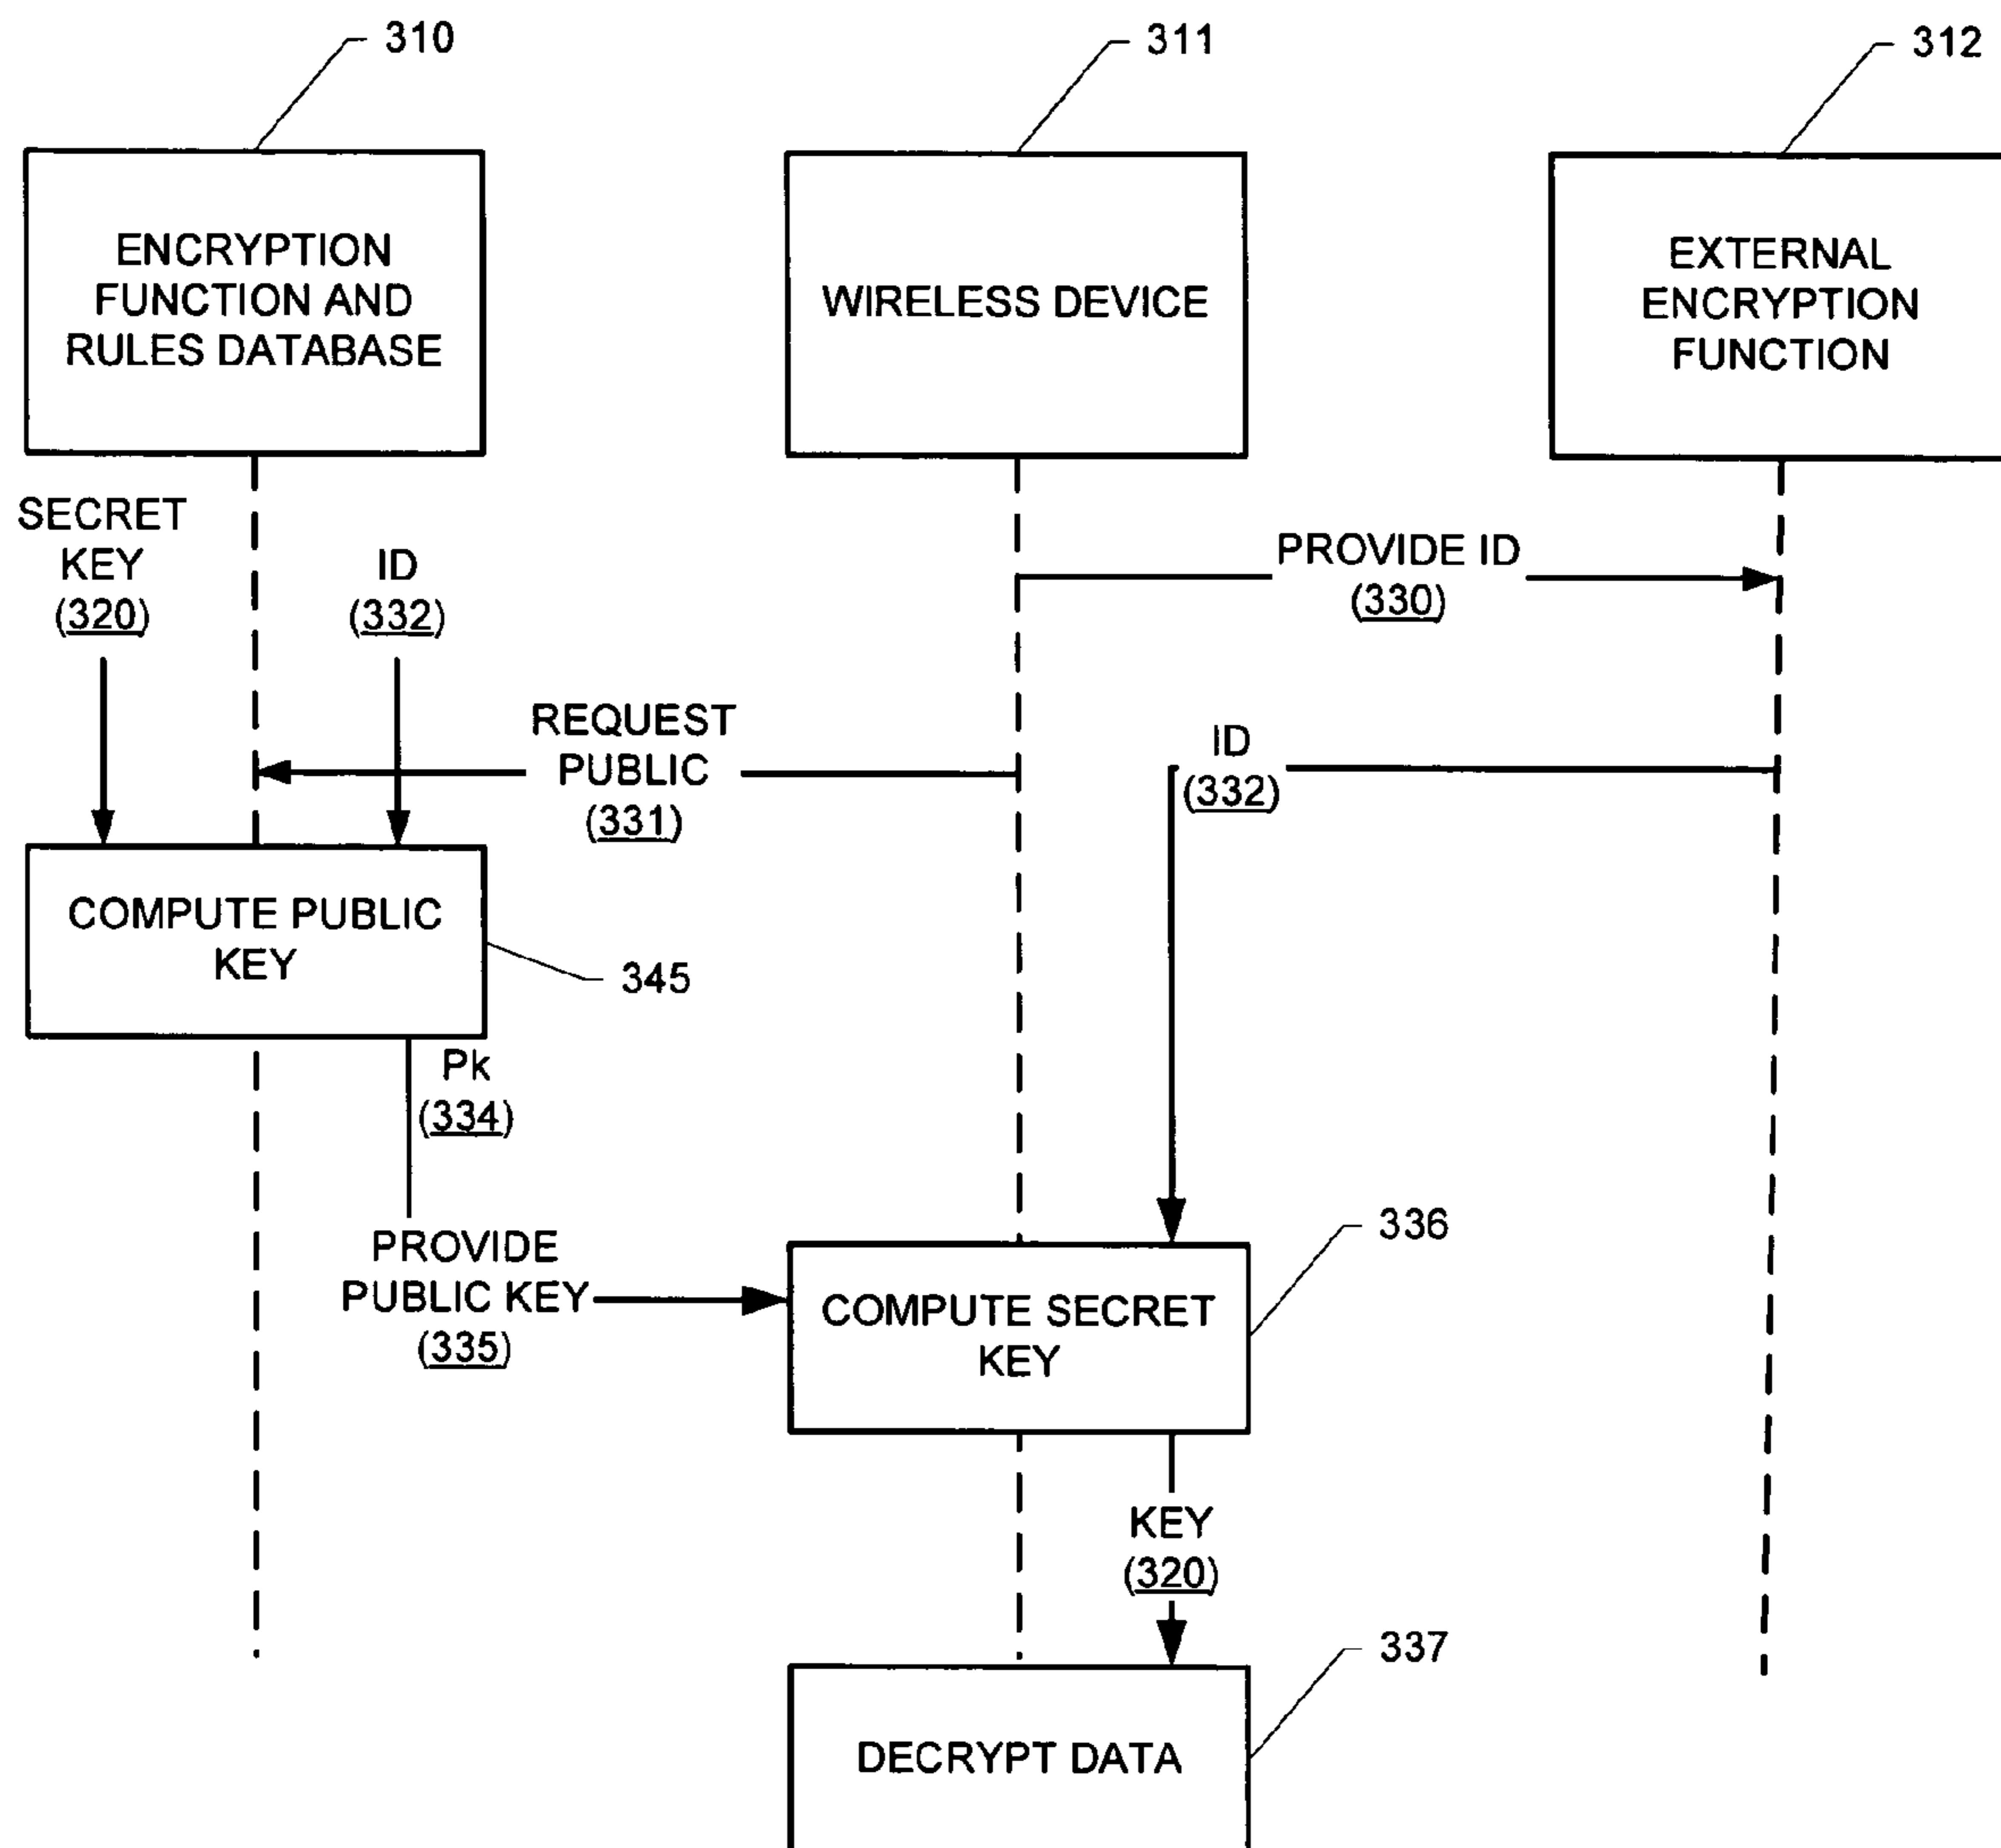 310
311
312
ENCRYPTION
FUNCTION AND
RULES DATABASE
WIRELESS DEVICE
EXTERNAL
ENCRYPTION
FUNCTION
SECRET
KEY
(320)
ID
(332)
PROVIDE ID
(330)
REQUEST
PUBLIC
(331)
ID
(332)
COMPUTE PUBLIC
KEY
345
Pk
(334)
PROVIDE
PUBLIC KEY
(335)
336
COMPUTE SECRET
KEY
KEY
(320)
337
DECRYPT DATA